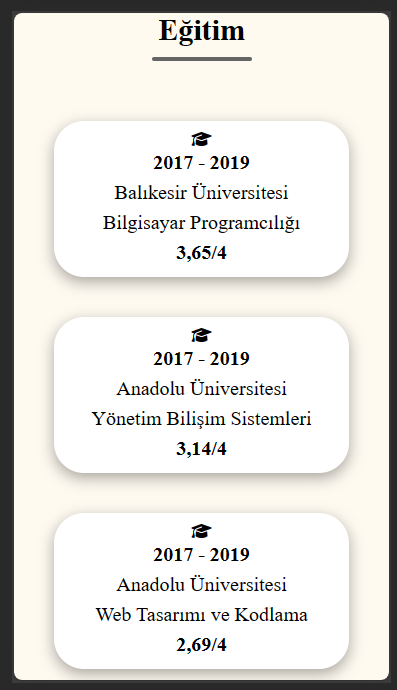 Eğitim
2017 - 2019
Balıkesir Üniversitesi
Bilgisayar Programcılığı
3,65/4
2017 - 2019
Anadolu Üniversitesi
Yönetim Bilişim Sistemleri
3,14/4
2017 - 2019
Anadolu Üniversitesi
Web Tasarımı ve Kodlama
2,69/4